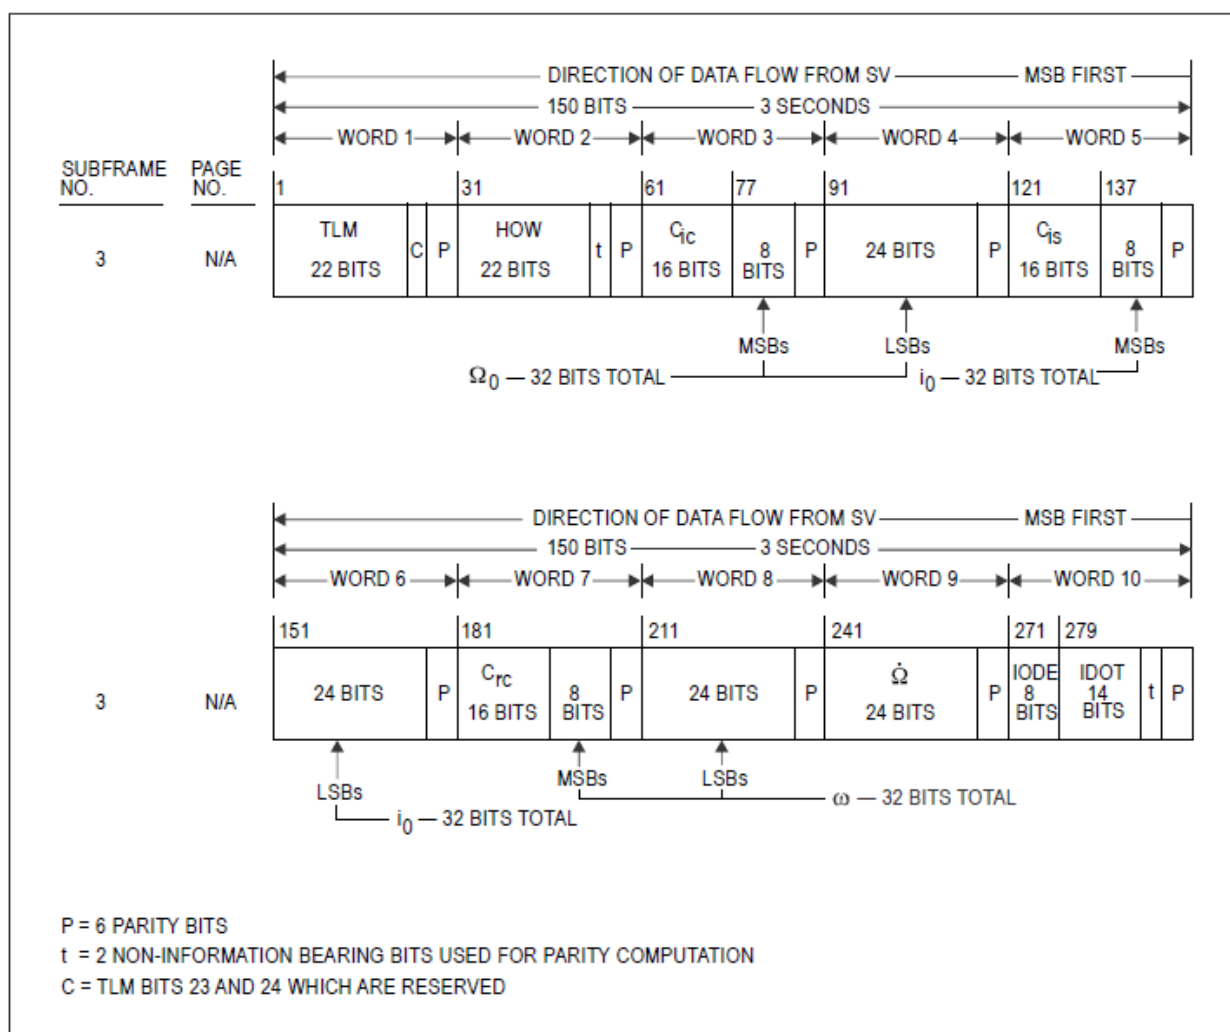 DIRECTION OF DATA FLOW FROM SV MSB FIRST
150 BITS 3 SECONDS
WORD 1 WORD 2 WORD 3 WORD 4 WORD 5
SUBFRAME NO. PAGE NO. 1 31 61 77 91 121 137
3 N/A TLM 22 BITS C P HOW 22 BITS t P Cic 16 BITS 8 BITS P 24 BITS P Cis 16 BITS 8 BITS P
MSBs LSBs MSBs
Ω0 — 32 BITS TOTAL i0 — 32 BITS TOTAL
DIRECTION OF DATA FLOW FROM SV MSB FIRST
150 BITS 3 SECONDS
WORD 6 WORD 7 WORD 8 WORD 9 WORD 10
151 181 211 241 271 279
3 N/A 24 BITS P Crc 16 BITS 8 BITS P 24 BITS P Ω̇ 24 BITS P IODE 8 BITS IDOT 14 BITS t P
LSBs MSBs LSBs
i0 — 32 BITS TOTAL ω — 32 BITS TOTAL
P = 6 PARITY BITS
t = 2 NON-INFORMATION BEARING BITS USED FOR PARITY COMPUTATION
C = TLM BITS 23 AND 24 WHICH ARE RESERVED